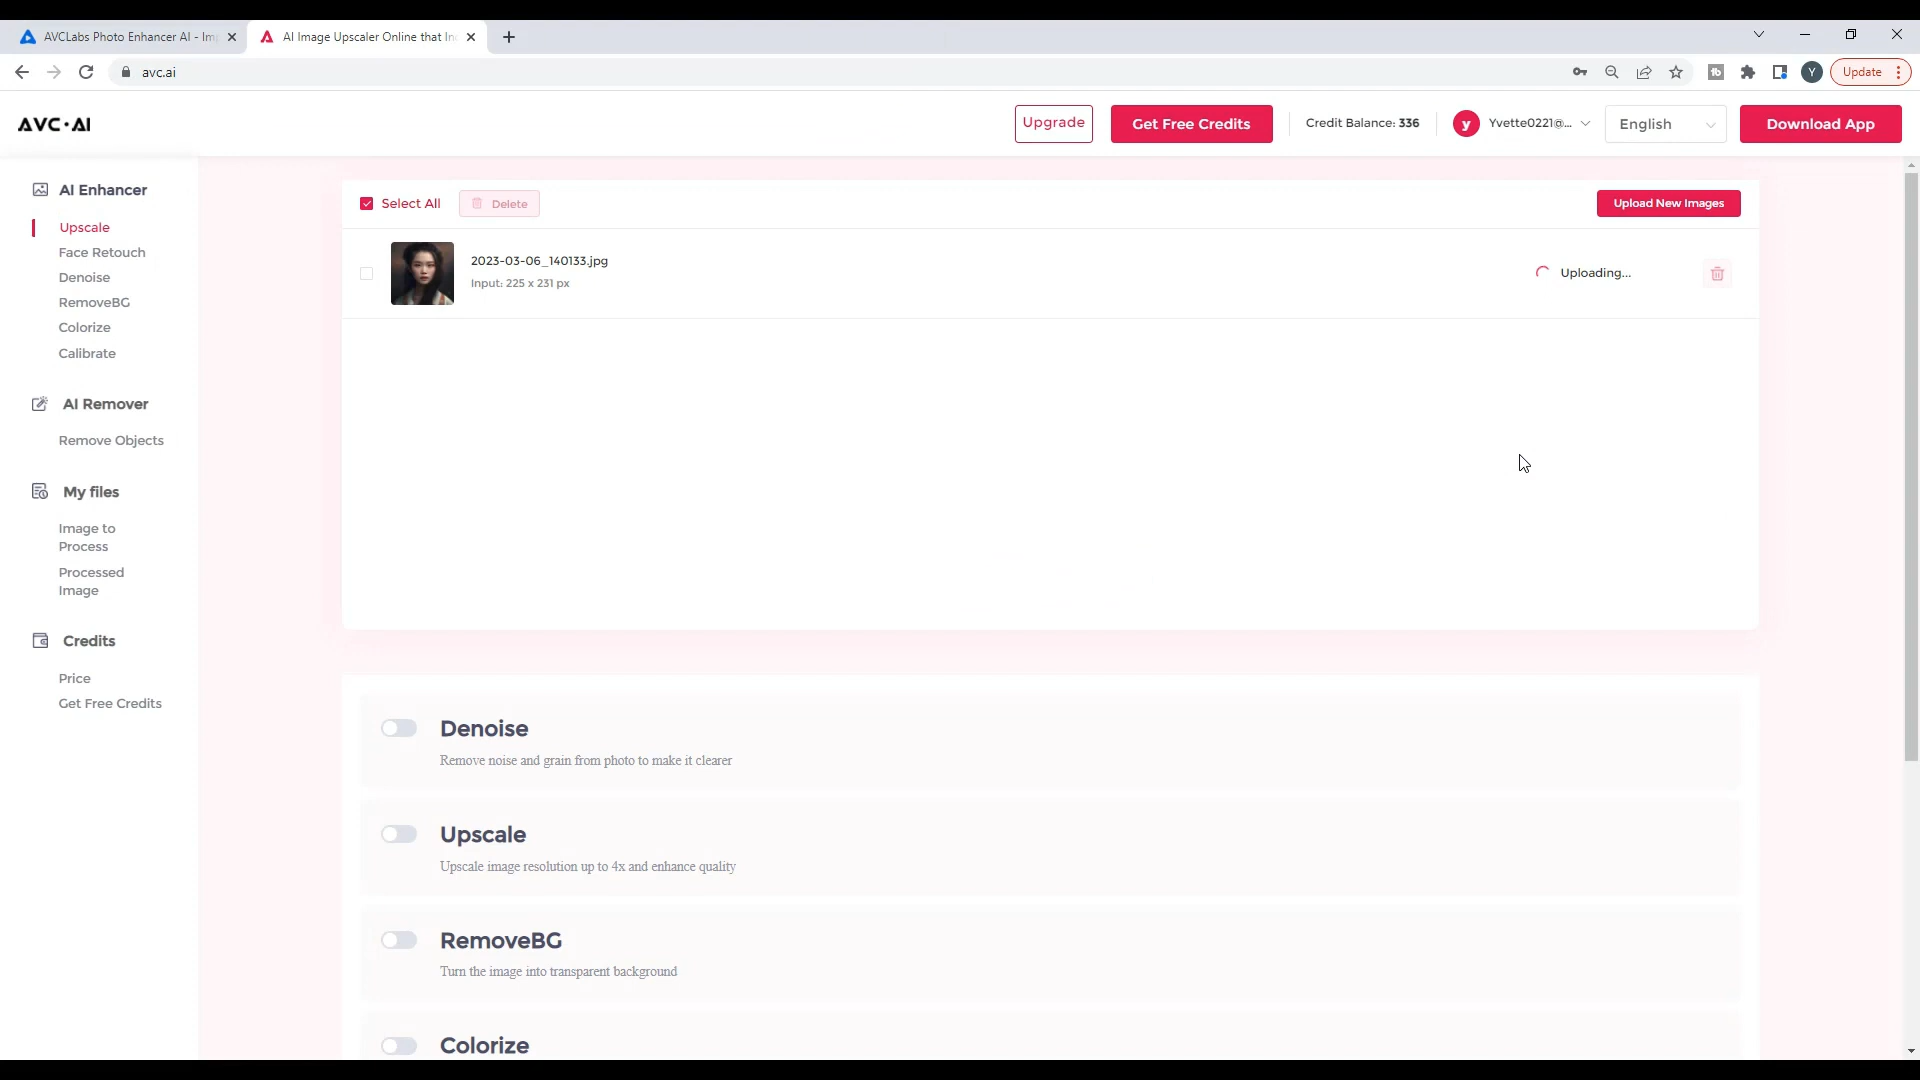 AVCLabs Photo Enhancer AI - Im
AI Image Upscaler Online that In
avc.ai
Y
Update
AVC·AI
Upgrade
Get Free Credits
Credit Balance: 336
y
Yvette0221@...
English
Download App
AI Enhancer
Upscale
Face Retouch
Denoise
RemoveBG
Colorize
Calibrate
AI Remover
Remove Objects
My files
Image to
Process
Processed
Image
Credits
Price
Get Free Credits
Select All
Delete
Upload New Images
2023-03-06_140133.jpg
Input: 225 x 231 px
Uploading...
Denoise
Remove noise and grain from photo to make it clearer
Upscale
Upscale image resolution up to 4x and enhance quality
RemoveBG
Turn the image into transparent background
Colorize